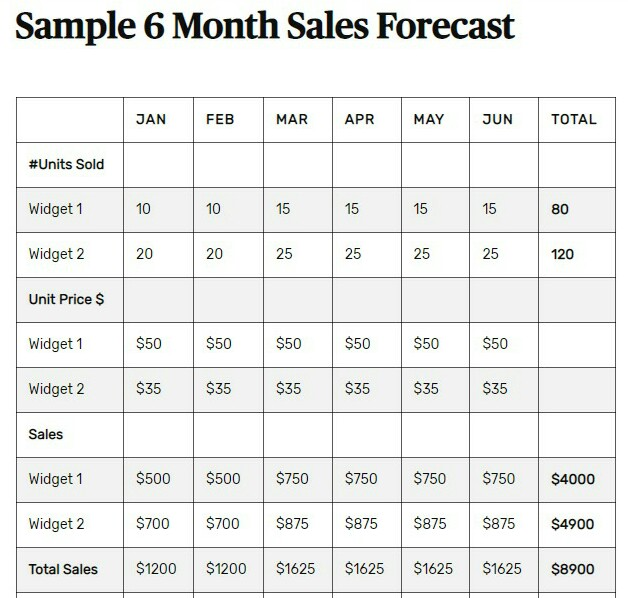 Sample 6 Month Sales Forecast
JAN FEB MAR APR MAY JUN TOTAL
#Units Sold
Widget 1 10 10 15 15 15 15 80
Widget 2 20 20 25 25 25 25 120
Unit Price $
Widget 1 $50 $50 $50 $50 $50 $50
Widget 2 $35 $35 $35 $35 $35 $35
Sales
Widget 1 $500 $500 $750 $750 $750 $750 $4000
Widget 2 $700 $700 $875 $875 $875 $875 $4900
Total Sales $1200 $1200 $1625 $1625 $1625 $1625 $8900